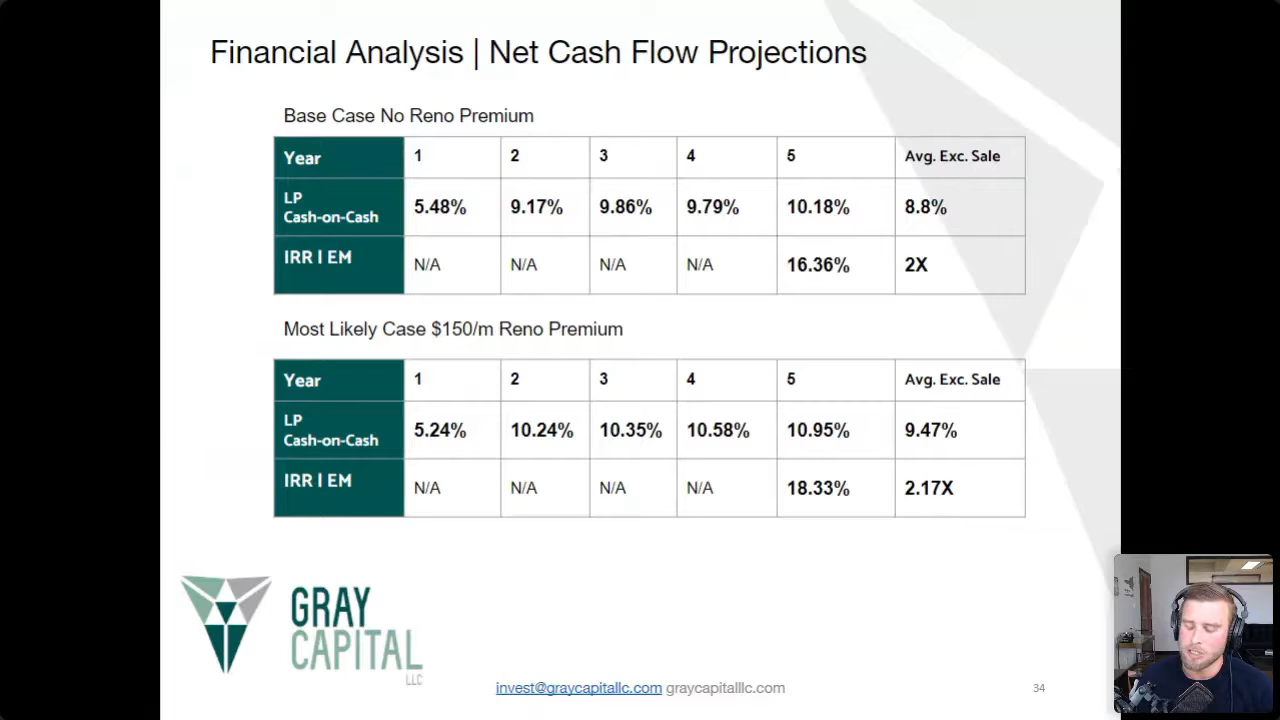 Financial Analysis | Net Cash Flow Projections
Base Case No Reno Premium
Year 1 2 3 4 5 Avg. Exc. Sale
LP
Cash-on-Cash 5.48% 9.17% 9.86% 9.79% 10.18% 8.8%
IRR | EM N/A N/A N/A N/A 16.36% 2X
Most Likely Case $150/m Reno Premium
Year 1 2 3 4 5 Avg. Exc. Sale
LP
Cash-on-Cash 5.24% 10.24% 10.35% 10.58% 10.95% 9.47%
IRR | EM N/A N/A N/A N/A 18.33% 2.17X
GRAY
CAPITAL
LLC
invest@graycapitallc.com graycapitalllc.com
34